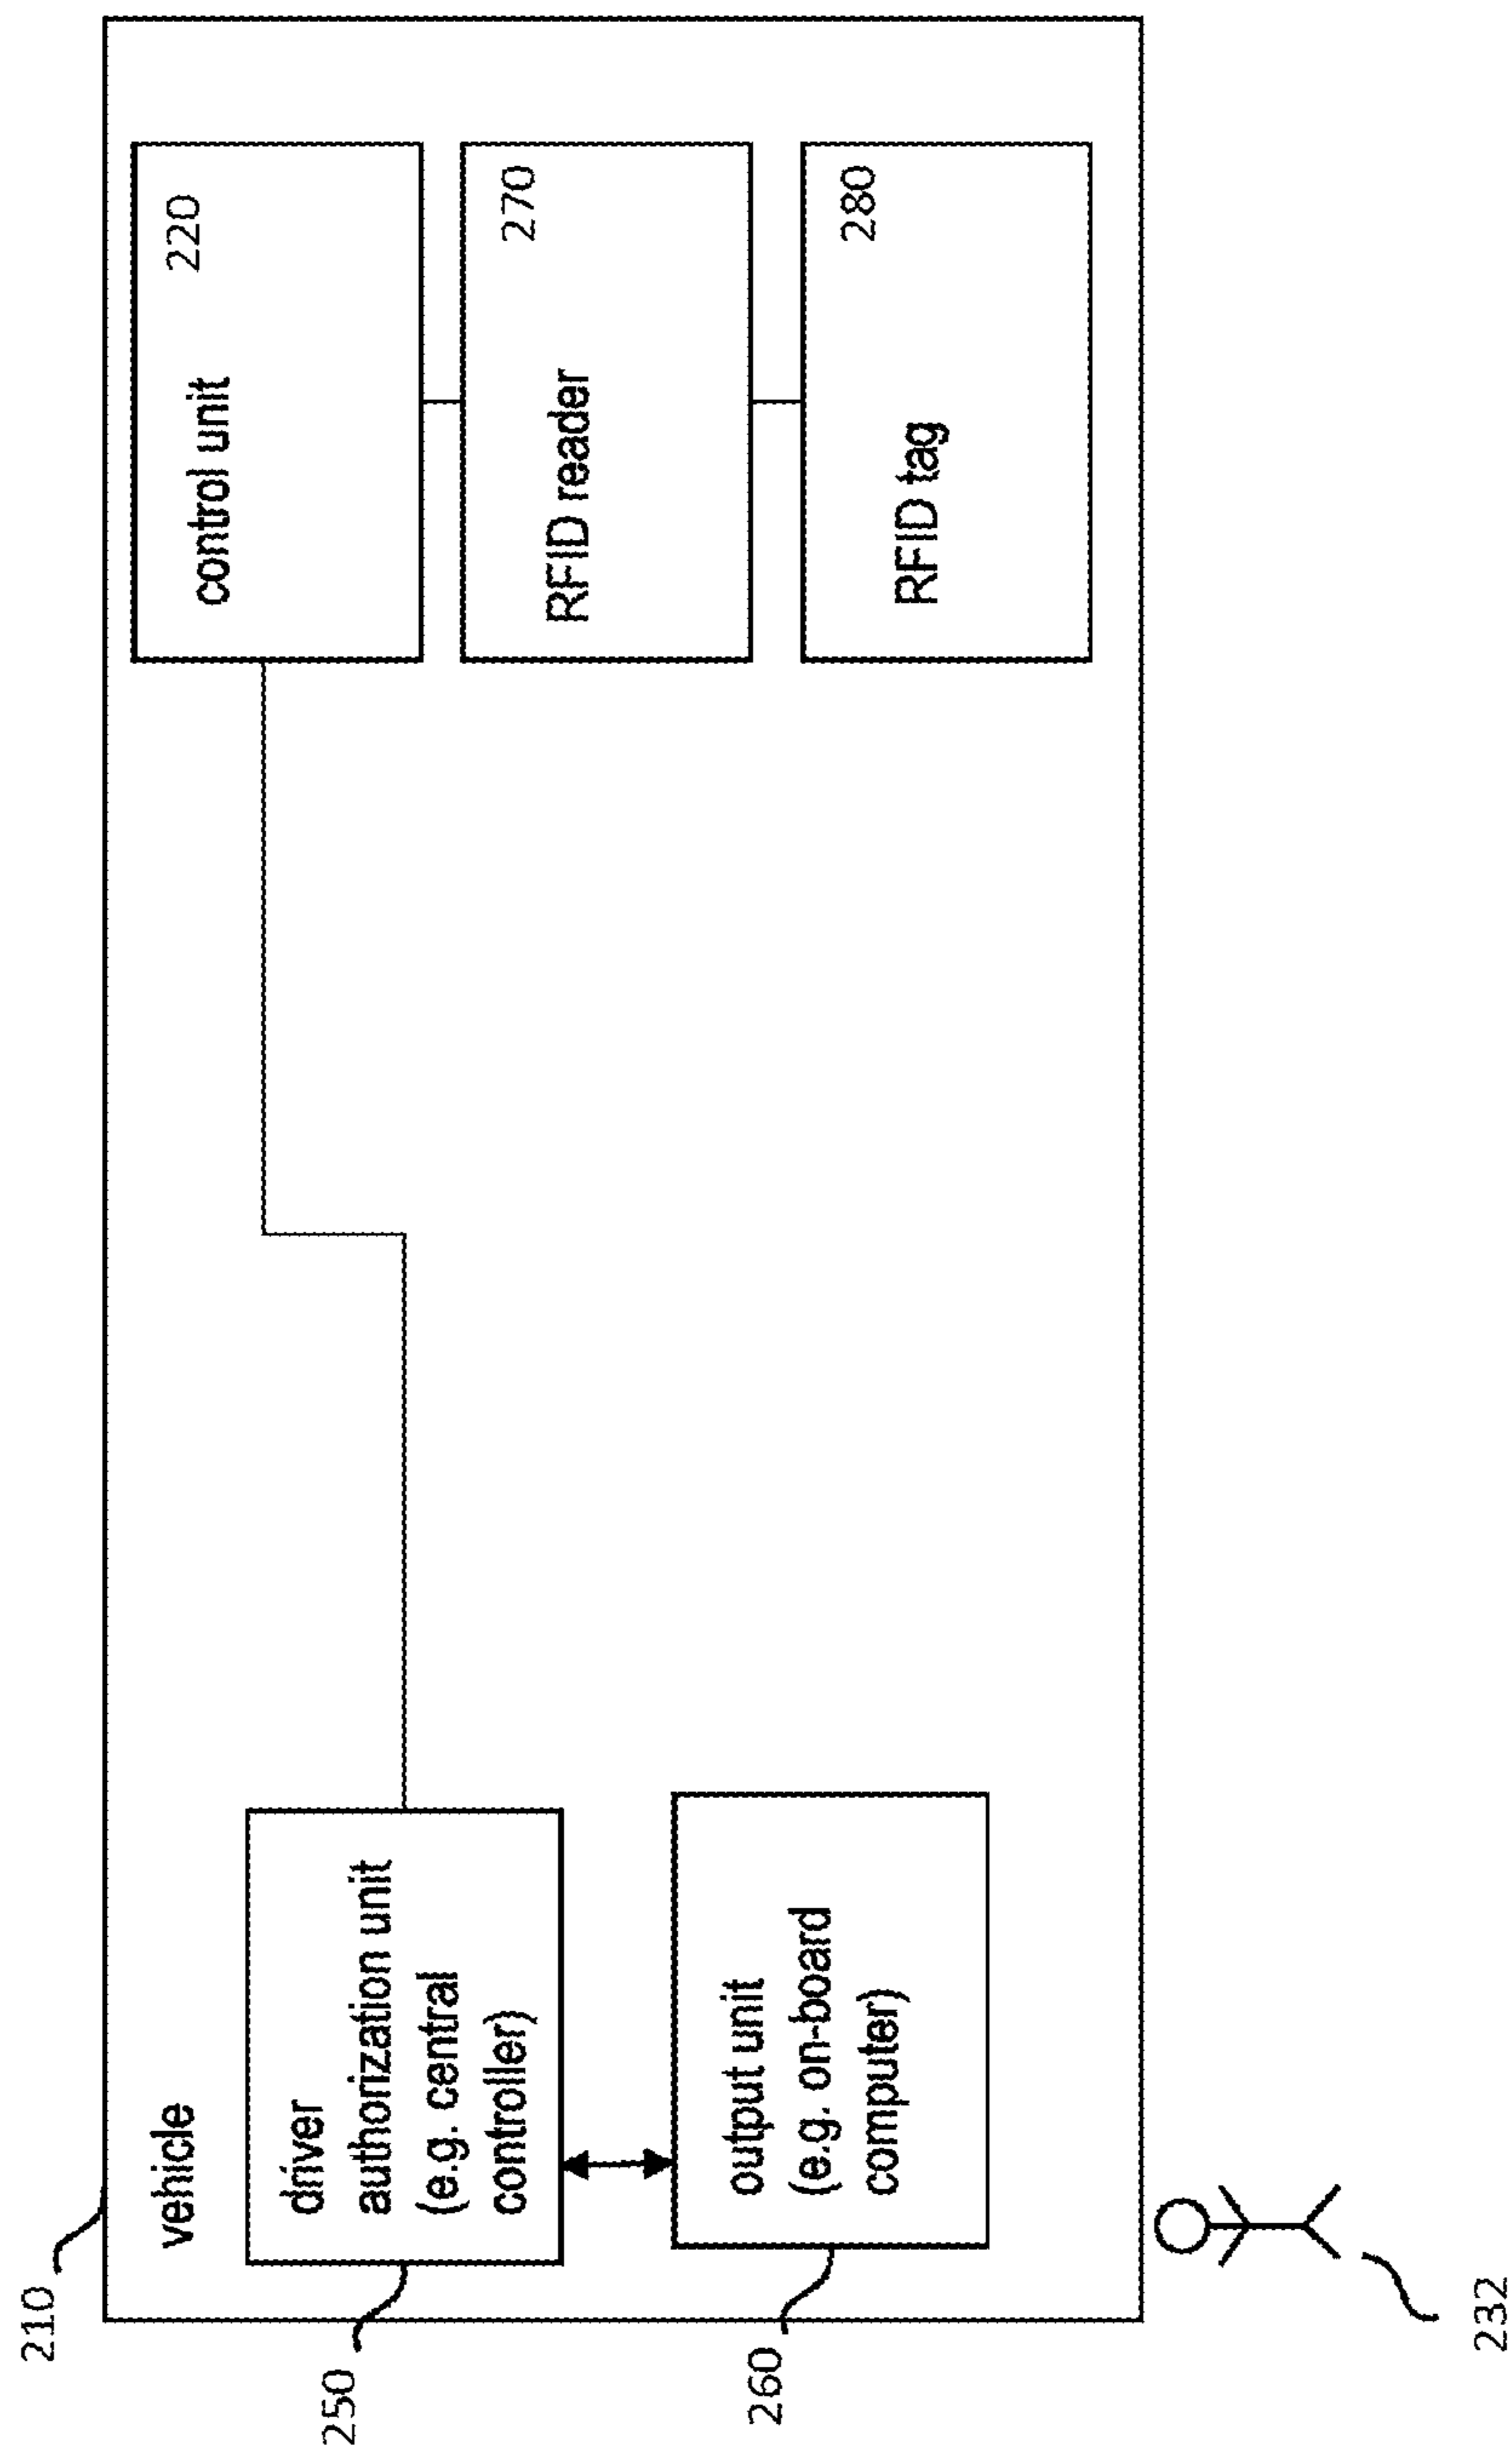 210
vehicle
250
driver
authorization unit
(e.g. central
controller)
260
output unit
(e.g. on-board
computer)
232
control unit
220
RFID reader
270
RFID tag
280